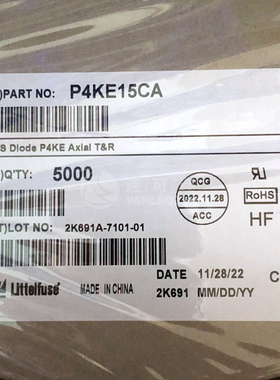 )PART NO: P4KE15CA
S Diode P4KE Axial T&R
)Q'TY: 5000
QCG
2022.11.28
ACC
RoHS
HF
T)LOT NO: 2K691A-7101-01
Littelfuse MADE IN CHINA
DATE 11/28/22 C
2K691 MM/DD/YY